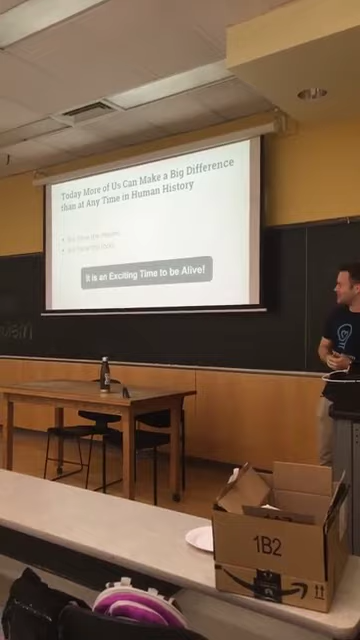 Today More of Us Can Make a Big Difference
than at Any Time in Human History
It is an Exciting Time to be Alive!
1B2